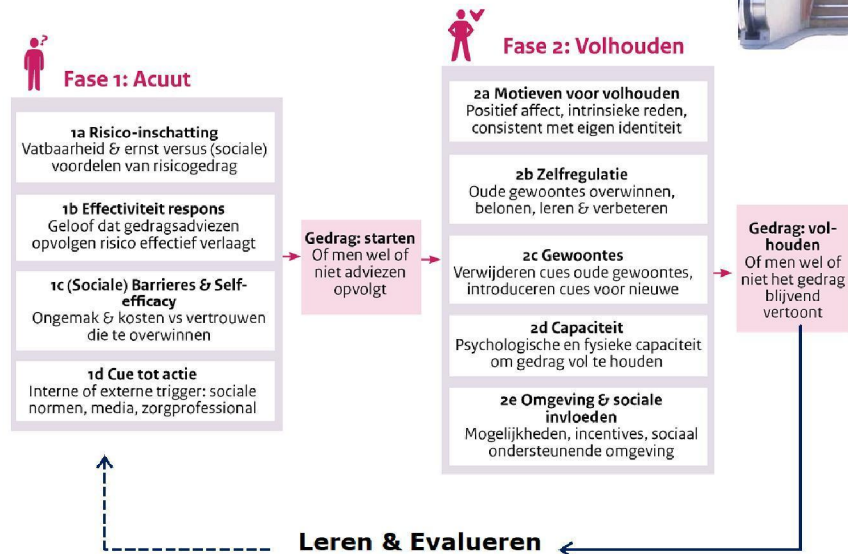 Fase 1: Acuut
1a Risico-inschatting
Vatbaarheid & ernst versus (sociale)
voordelen van risicogedrag
1b Effectiviteit respons
Geloof dat gedragsadviezen
opvolgen risico effectief verlaagt
1c (Sociale) Barrieres & Self-
efficacy
Ongemak & kosten vs vertrouwen
die te overwinnen
1d Cue tot actie
Interne of externe trigger: sociale
normen, media, zorgprofessional
Gedrag: starten
Of men wel of
niet adviezen
opvolgt
Fase 2: Volhouden
2a Motieven voor volhouden
Positief affect, intrinsieke reden,
consistent met eigen identiteit
2b Zelfregulatie
Oude gewoontes overwinnen,
belonen, leren & verbeteren
2c Gewoontes
Verwijderen cues oude gewoontes,
introduceren cues voor nieuwe
2d Capaciteit
Psychologische en fysieke capaciteit
om gedrag vol te houden
2e Omgeving & sociale
invloeden
Mogelijkheden, incentives, sociaal
ondersteunende omgeving
Gedrag: vol-
houden
Of men wel of
niet het gedrag
blijvend
vertoont
Leren & Evalueren